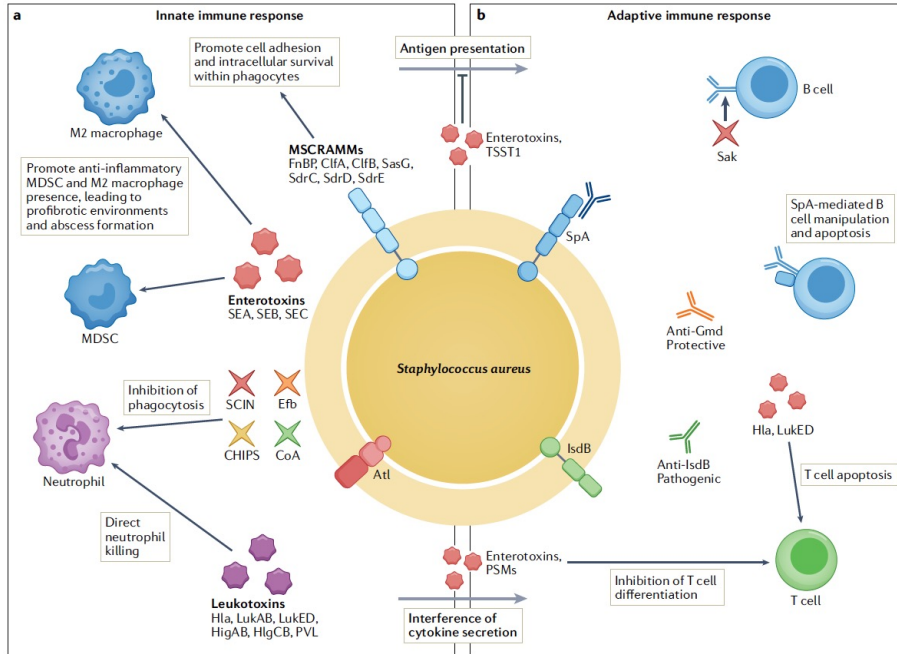 a
Innate immune response
b
Adaptive immune response
M2 macrophage
Promote cell adhesion
and intracellular survival
within phagocytes
Antigen presentation
Enterotoxins,
TSST1
B cell
Sak
MSCRAMMs
FnBP, ClfA, ClfB, SasG,
SdrC, SdrD, SdrE
Promote anti-inflammatory
MDSC and M2 macrophage
presence, leading to
profibrotic environments
and abscess formation
SpA
SpA-mediated B
cell manipulation
and apoptosis
Enterotoxins
SEA, SEB, SEC
MDSC
Anti-Gmd
Protective
Staphylococcus aureus
Inhibition of
phagocytosis
SCIN
Efb
CHIPS
CoA
Neutrophil
Atl
IsdB
Anti-IsdB
Pathogenic
Hla, LukED
T cell apoptosis
Direct
neutrophil
killing
Leukotoxins
Hla, LukAB, LukED,
HigAB, HlgCB, PVL
Enterotoxins,
PSMs
Interference of
cytokine secretion
Inhibition of T cell
differentiation
T cell